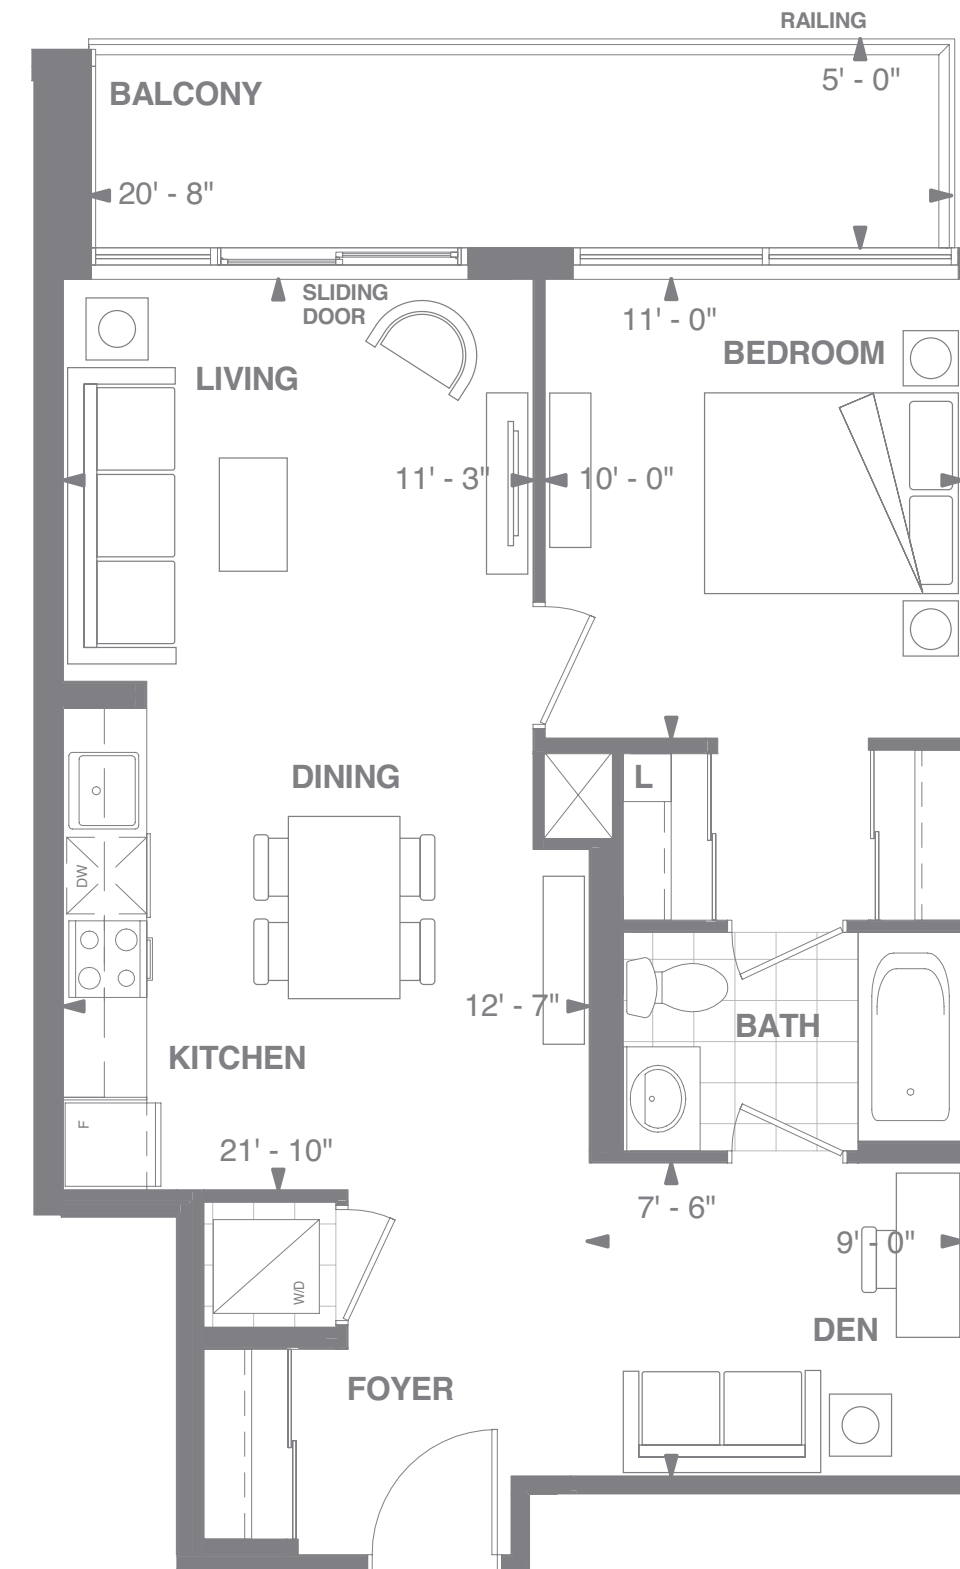 RAILING
5' - 0"
BALCONY
20' - 8"
SLIDING
DOOR
11' - 0"
BEDROOM
LIVING
11' - 3"
10' - 0"
DINING
L
DW
12' - 7"
BATH
KITCHEN
F
21' - 10"
7' - 6"
9' - 0"
W/D
DEN
FOYER